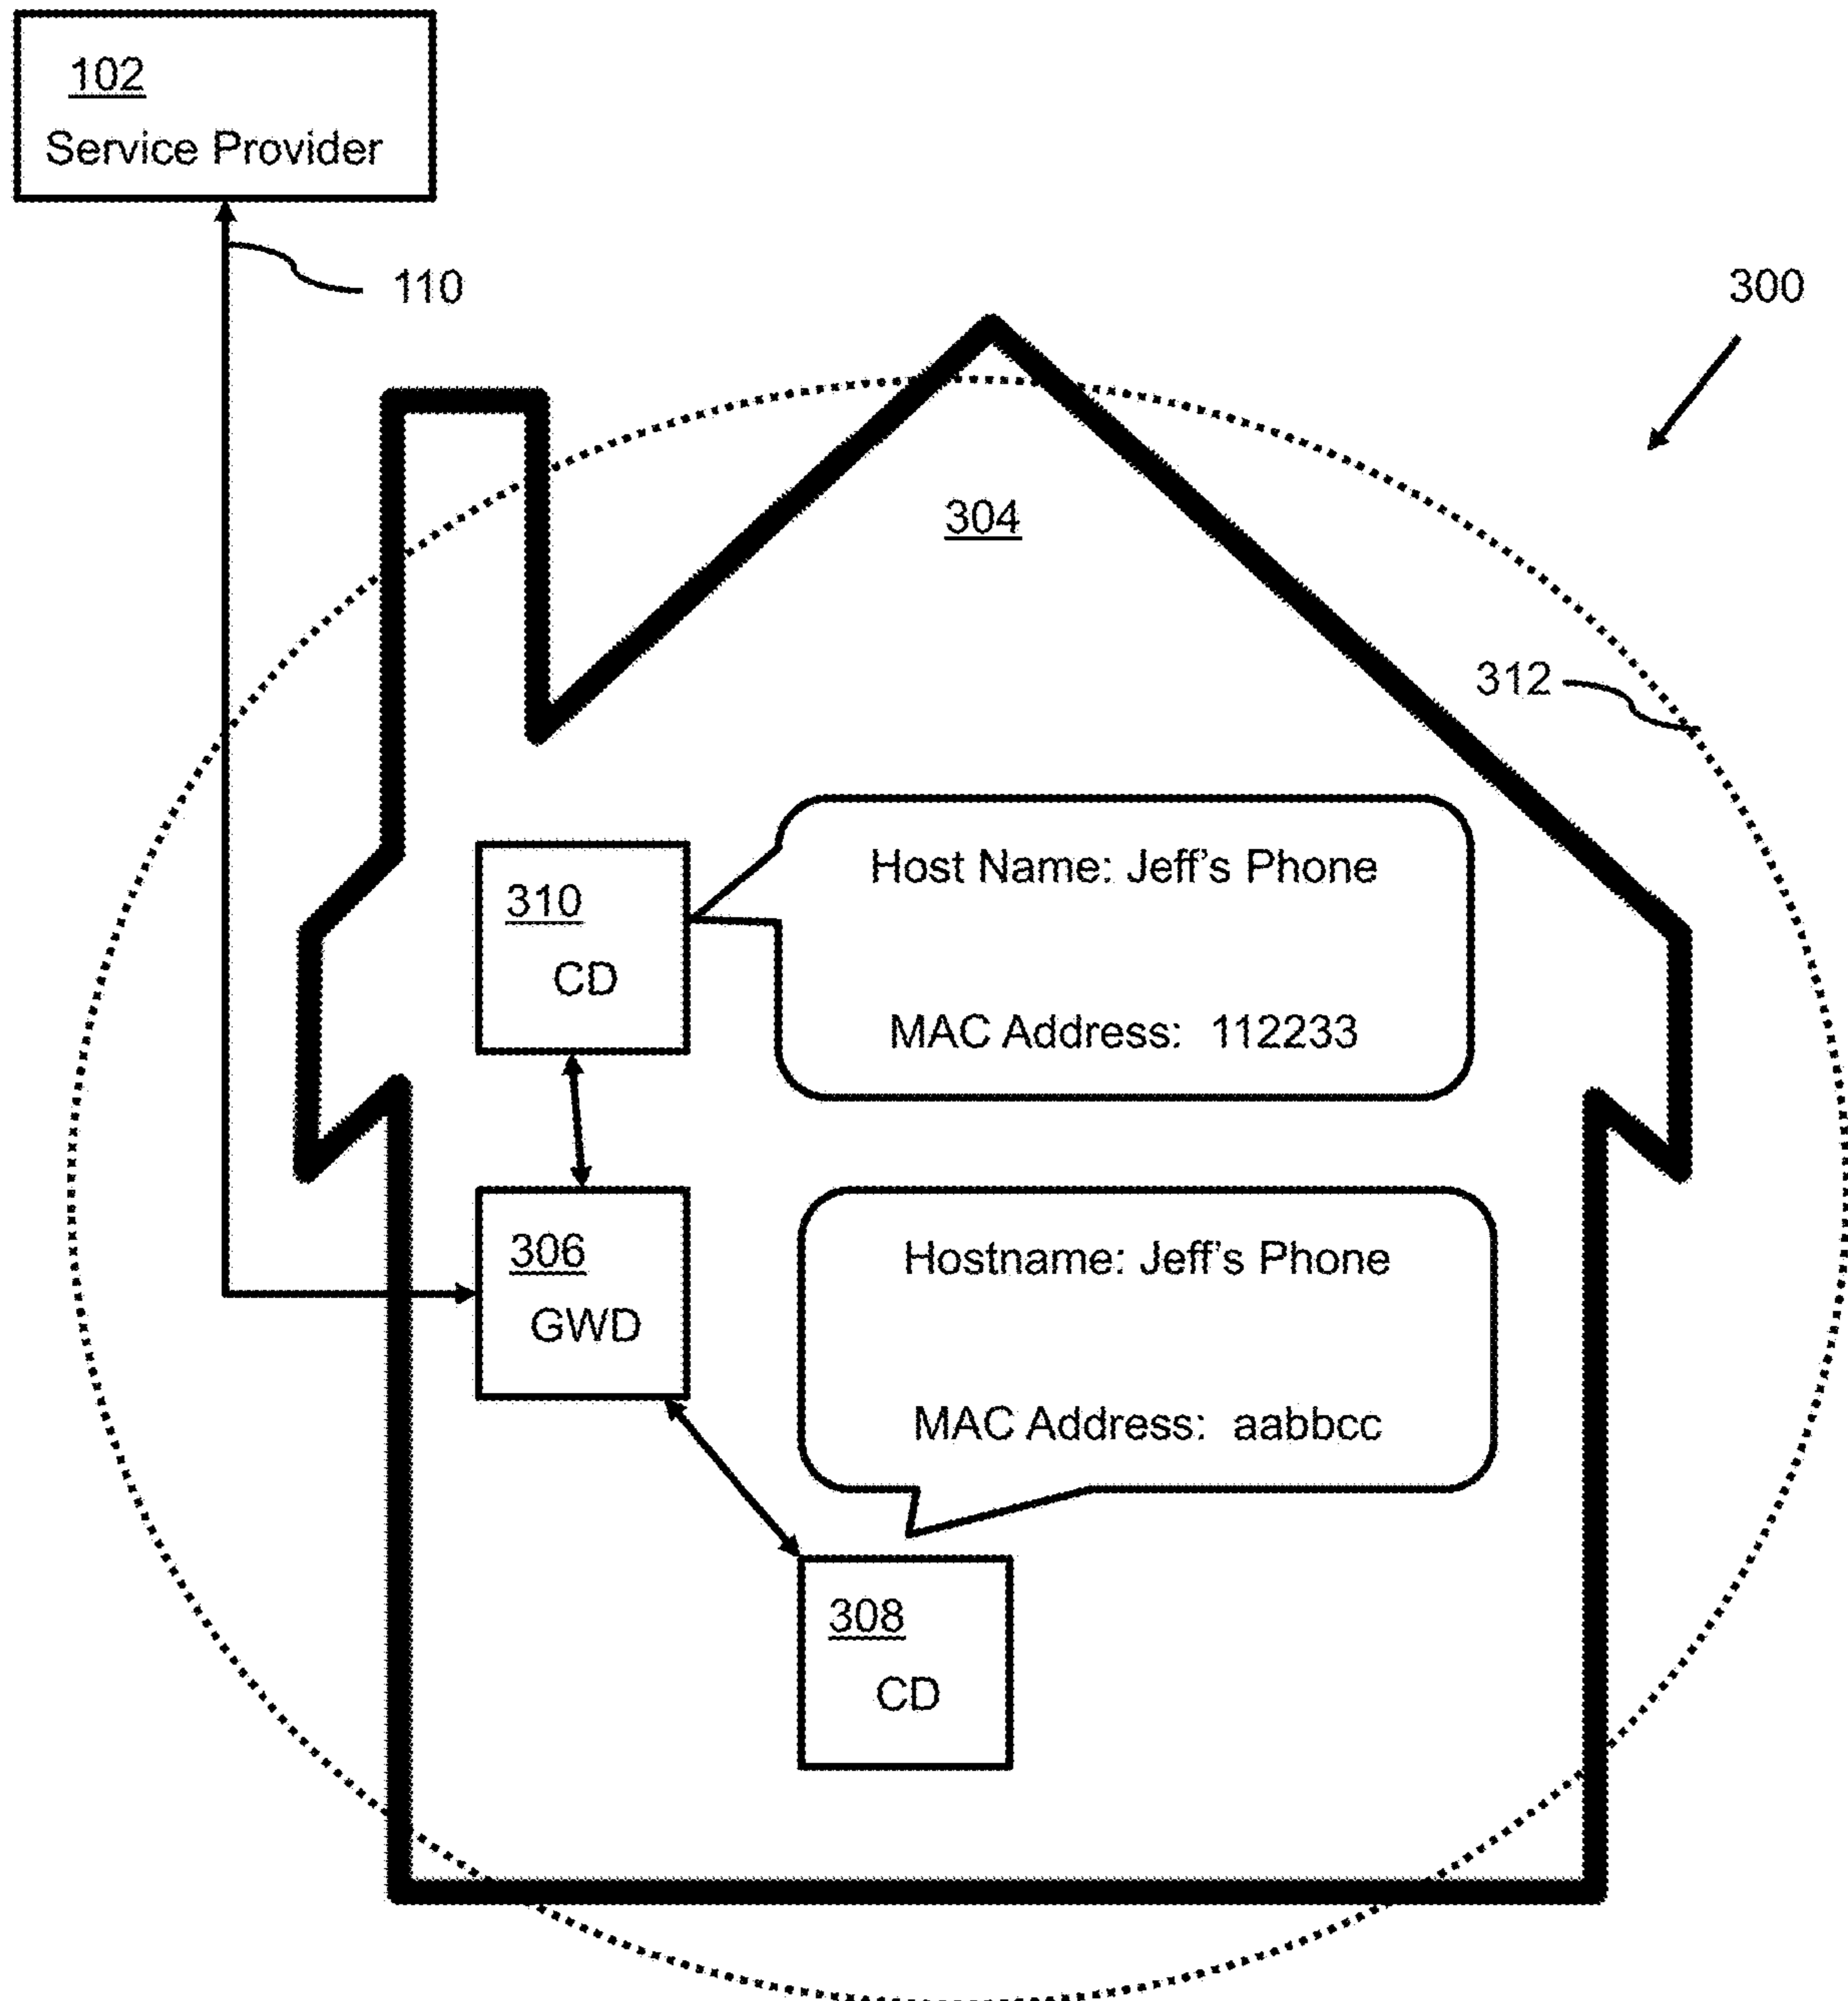 102
Service Provider
110
300
304
312
Host Name: Jeff's Phone
310
CD
MAC Address: 112233
306
GWD
Hostname: Jeff's Phone
MAC Address: aabbcc
308
CD